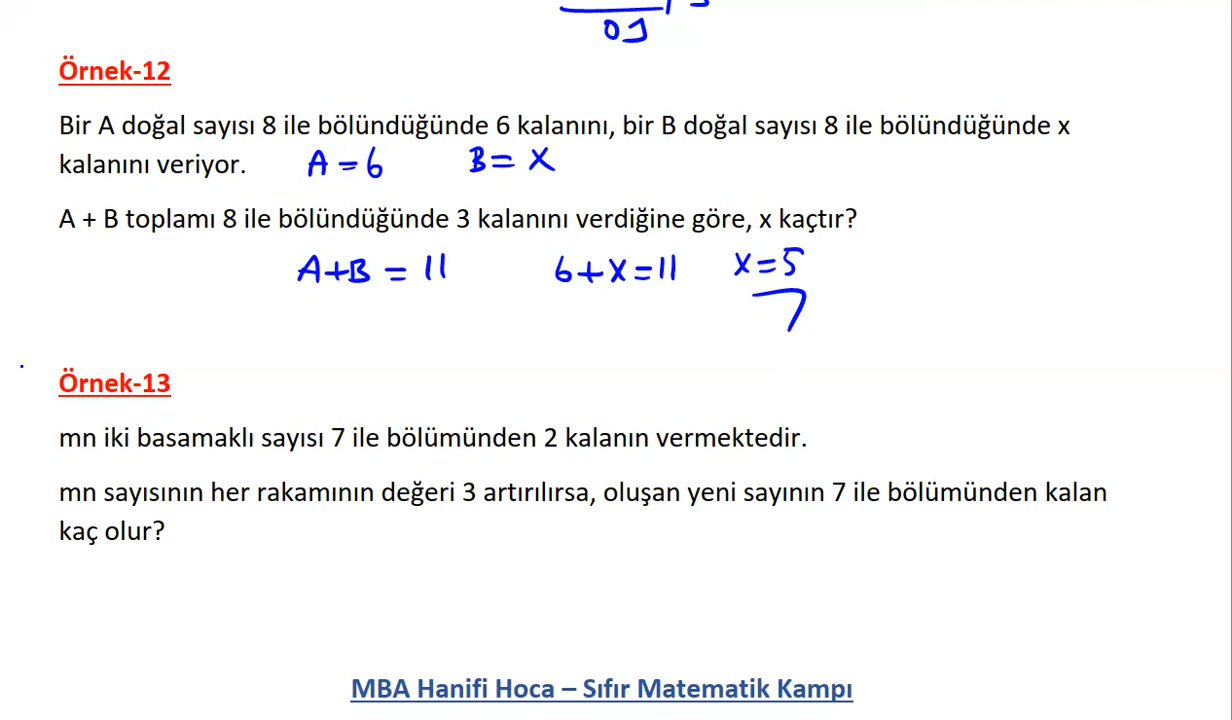 05
Örnek-12
Bir A doğal sayısı 8 ile bölündüğünde 6 kalanını, bir B doğal sayısı 8 ile bölündüğünde x
kalanını veriyor. A = 6 B = x
A + B toplamı 8 ile bölündüğünde 3 kalanını verdiğine göre, x kaçtır?
A+B = 11 6+x=11 x=5
Örnek-13
mn iki basamaklı sayısı 7 ile bölümünden 2 kalanın vermektedir.
mn sayısının her rakamının değeri 3 artırılırsa, oluşan yeni sayının 7 ile bölümünden kalan
kaç olur?
MBA Hanifi Hoca – Sıfır Matematik Kampı